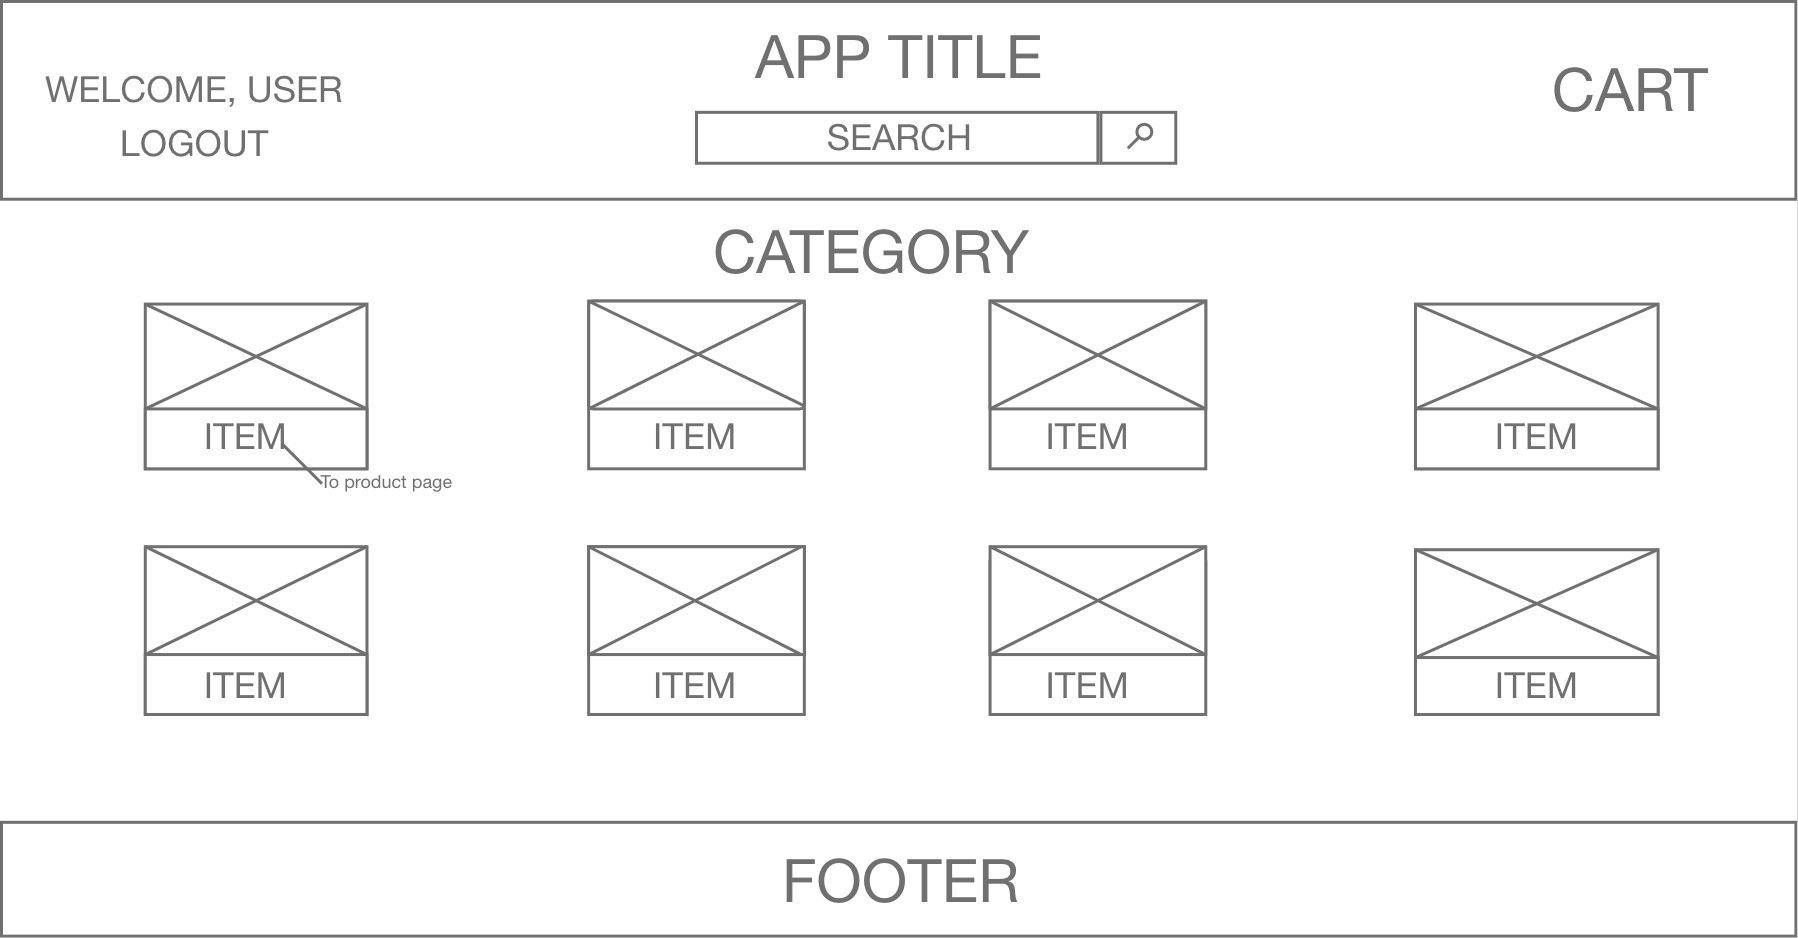 APP TITLE
WELCOME, USER
CART
LOGOUT
SEARCH
CATEGORY
ITEM
ITEM
ITEM
ITEM
To product page
ITEM
ITEM
ITEM
ITEM
FOOTER